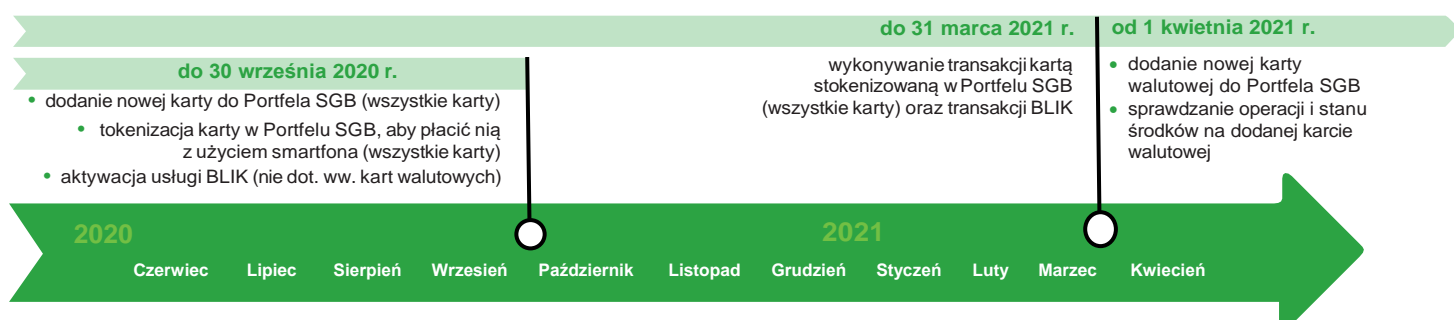 do 31 marca 2021 r.
od 1 kwietnia 2021 r.
do 30 września 2020 r.
• dodanie nowej karty do Portfela SGB (wszystkie karty)
• tokenizacja karty w Portfelu SGB, aby płacić nią
z użyciem smartfona (wszystkie karty)
• aktywacja usługi BLIK (nie dot. ww. kart walutowych)
wykonywanie transakcji kartą
stokenizowaną w Portfelu SGB
(wszystkie karty) oraz transakcji BLIK
• dodanie nowej karty
walutowej do Portfela SGB
• sprawdzanie operacji i stanu
środków na dodanej karcie
walutowej
2020
2021
Czerwiec Lipiec Sierpień Wrzesień Październik Listopad Grudzień Styczeń Luty Marzec Kwiecień